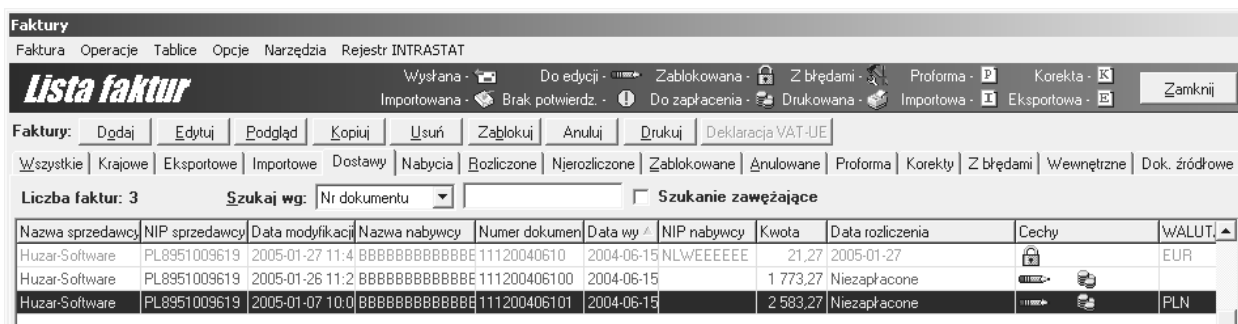 Faktury
Faktura Operacje Tablice Opcje Narzędzia Rejestr INTRASTAT
Lista faktur
Wysłana - Do edycji - Zablokowana - Z błędami - Proforma - P Korekta - K
Importowana - Brak potwierdz. - Do zapłacenia - Drukowana - Importowa - I Eksportowa - E
Zamknij
Faktury: Dodaj Edytuj Podgląd Kopiuj Usuń Zablokuj Anuluj Drukuj Deklaracja VAT-UE
Wszystkie Krajowe Eksportowe Importowe Dostawy Nabycia Rozliczone Nierozliczone Zablokowane Anulowane Proforma Korekty Z błędami Wewnętrzne Dok. źródłowe
Liczba faktur: 3 Szukaj wg: Nr dokumentu Szukanie zawężające
Nazwa sprzedawcy NIP sprzedawcy Data modyfikacji Nazwa nabywcy Numer dokumen Data wy NIP nabywcy Kwota Data rozliczenia Cechy WALUT.
Huzar-Software PL8951009619 2005-01-27 11:4 BBBBBBBBBBBBB 11120040610 2004-06-15 NLWEEEEEE 21,27 2005-01-27 EUR
Huzar-Software PL8951009619 2005-01-26 11:2 BBBBBBBBBBBBB 111200406100 2004-06-15 1 773,27 Niezapłacone
Huzar-Software PL8951009619 2005-01-07 10:0 BBBBBBBBBBBBB 111200406101 2004-06-15 2 583,27 Niezapłacone PLN